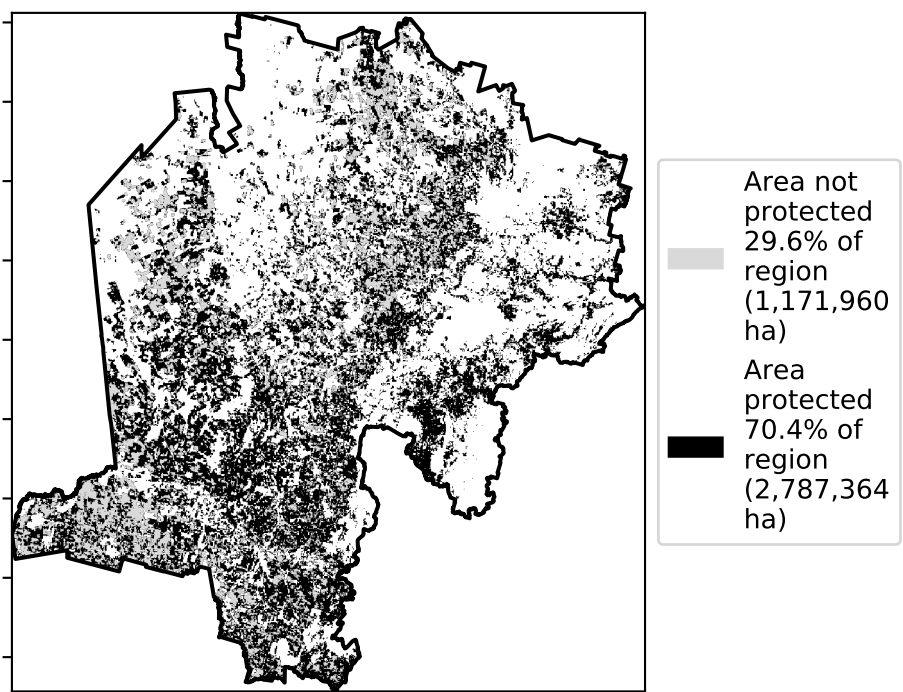 Area not
protected
29.6% of
region
(1,171,960
ha)
Area
protected
70.4% of
region
(2,787,364
ha)